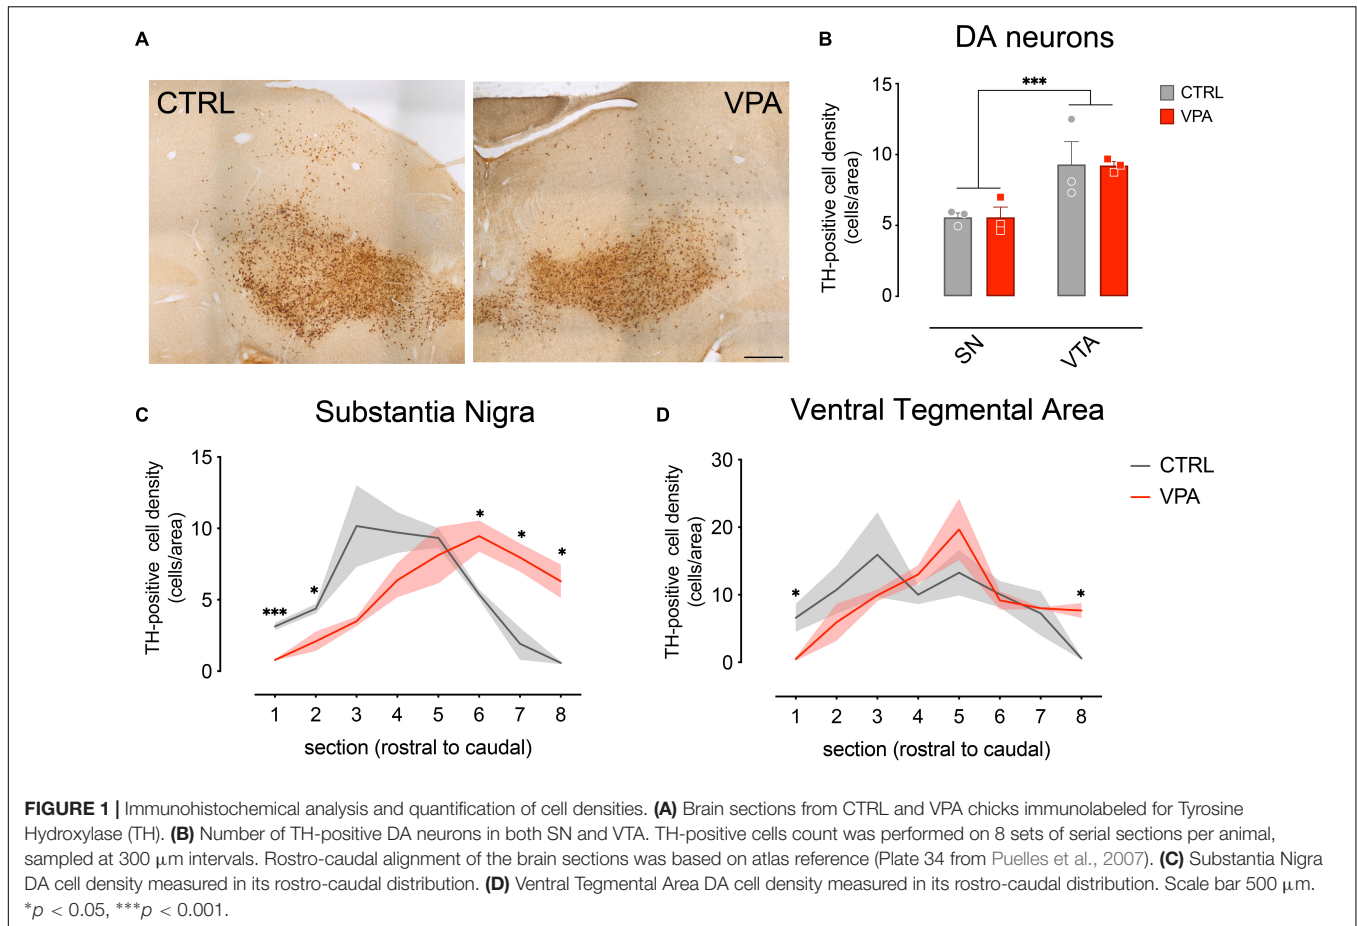 A
CTRL
VPA
B
DA neurons
TH-positive cell density
(cells/area)
15
10
5
0
***
SN
VTA
CTRL
VPA
C
Substantia Nigra
TH-positive cell density
(cells/area)
15
10
5
0
***
*
*
*
*
1 2 3 4 5 6 7 8
section (rostral to caudal)
D
Ventral Tegmental Area
TH-positive cell density
(cells/area)
30
20
10
0
*
*
1 2 3 4 5 6 7 8
section (rostral to caudal)
CTRL
VPA
FIGURE 1 | Immunohistochemical analysis and quantification of cell densities. (A) Brain sections from CTRL and VPA chicks immunolabeled for Tyrosine
Hydroxylase (TH). (B) Number of TH-positive DA neurons in both SN and VTA. TH-positive cells count was performed on 8 sets of serial sections per animal,
sampled at 300 μm intervals. Rostro-caudal alignment of the brain sections was based on atlas reference (Plate 34 from Puelles et al., 2007). (C) Substantia Nigra
DA cell density measured in its rostro-caudal distribution. (D) Ventral Tegmental Area DA cell density measured in its rostro-caudal distribution. Scale bar 500 μm.
*p < 0.05, ***p < 0.001.